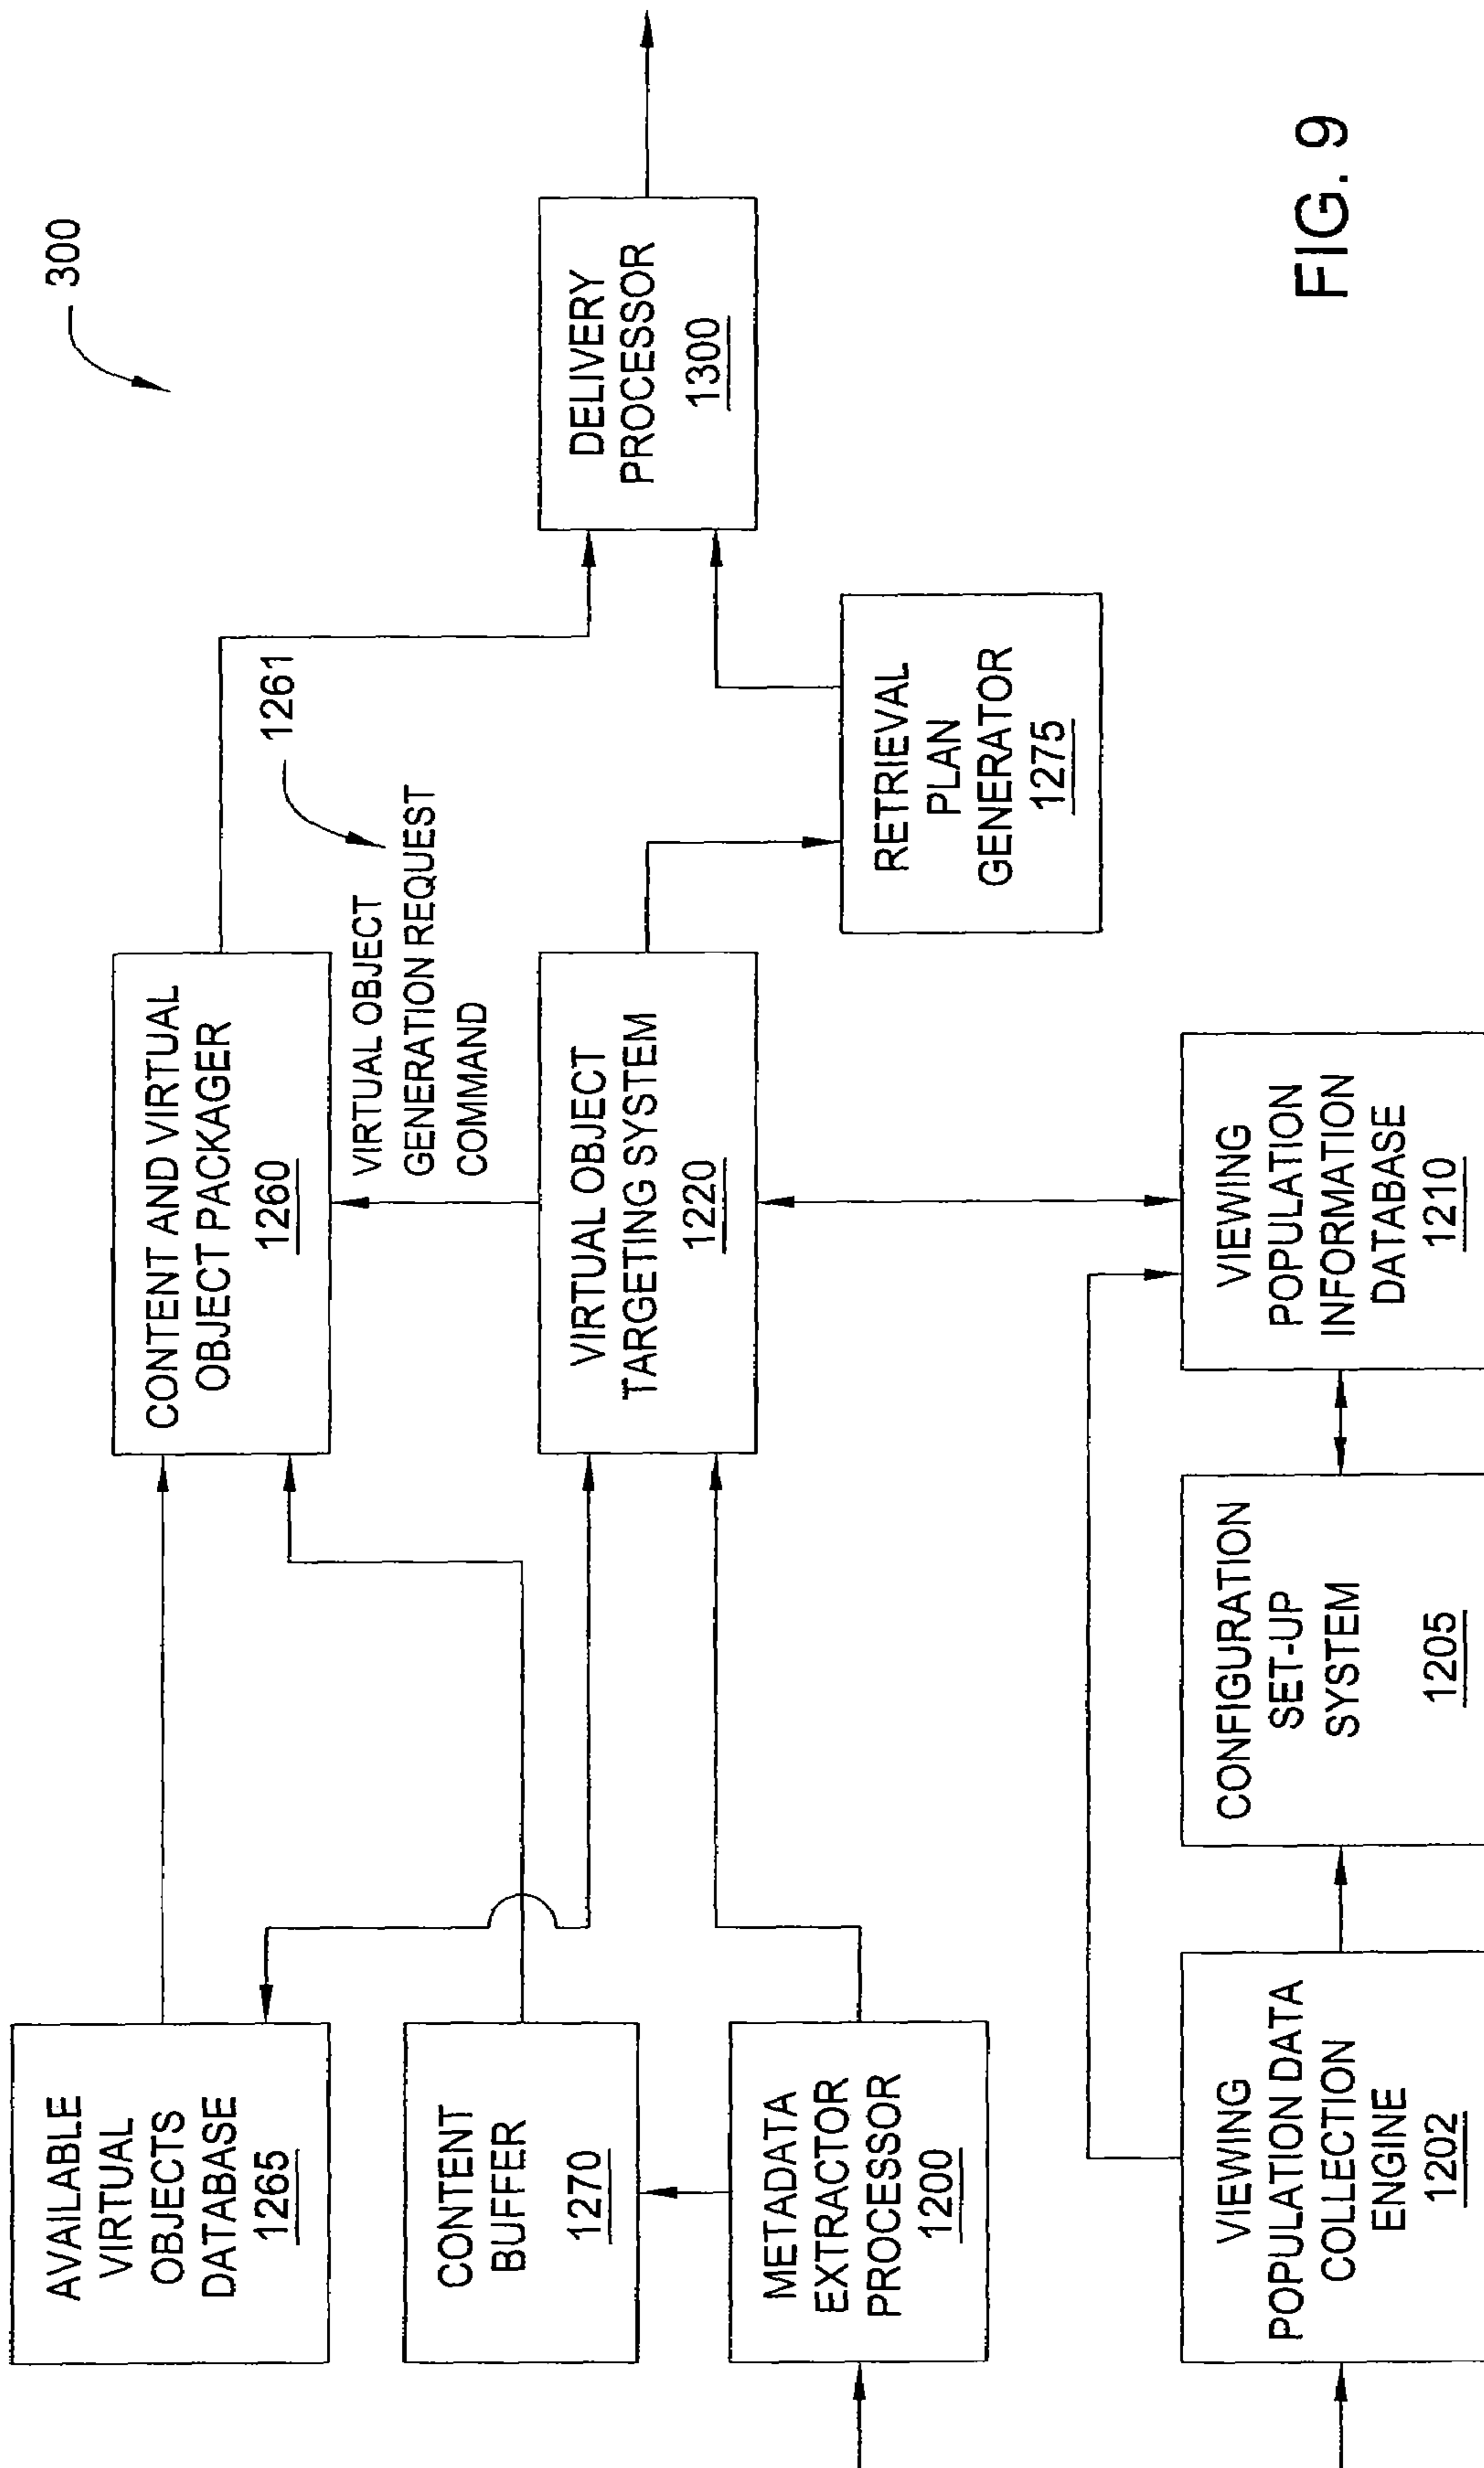 300
AVAILABLE
VIRTUAL
OBJECTS
DATABASE
1265
CONTENT AND VIRTUAL
OBJECT PACKAGER
1260
1261
VIRTUAL OBJECT
GENERATION REQUEST
COMMAND
CONTENT
BUFFER
1270
VIRTUAL OBJECT
TARGETING SYSTEM
1220
DELIVERY
PROCESSOR
1300
METADATA
EXTRACTOR
PROCESSOR
1200
RETRIEVAL
PLAN
GENERATOR
1275
VIEWING
POPULATION DATA
COLLECTION
ENGINE
1202
CONFIGURATION
SET-UP
SYSTEM
1205
VIEWING
POPULATION
INFORMATION
DATABASE
1210
FIG. 9